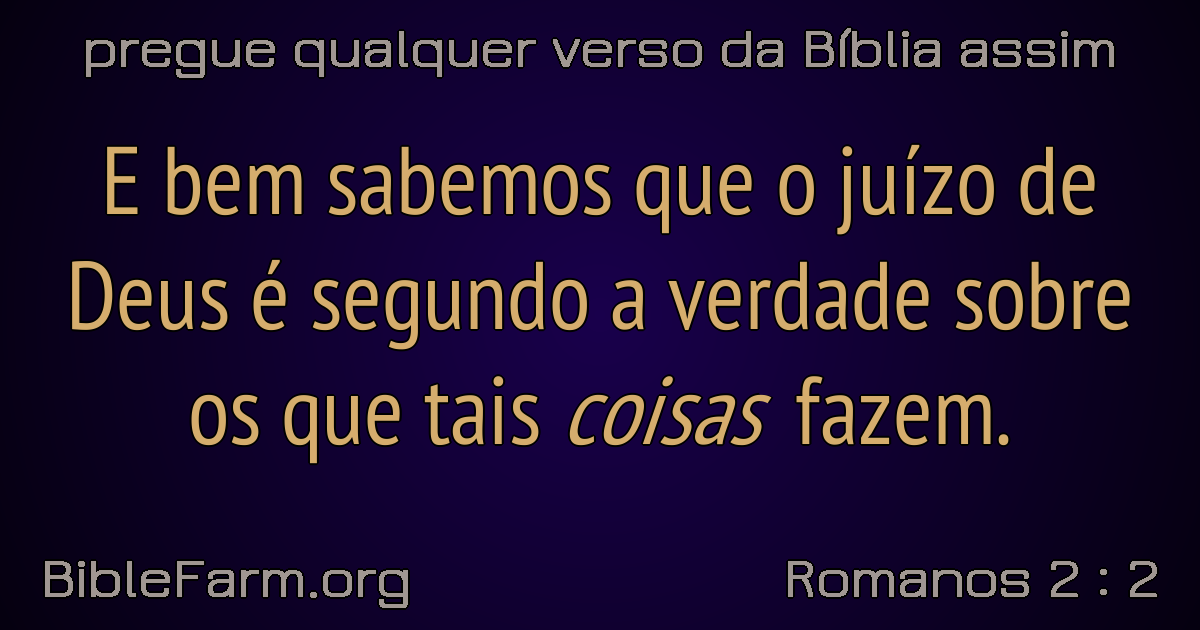 pregue qualquer verso da Bíblia assim
E bem sabemos que o juízo de
Deus é segundo a verdade sobre
os que tais coisas fazem.
BibleFarm.org
Romanos 2 : 2